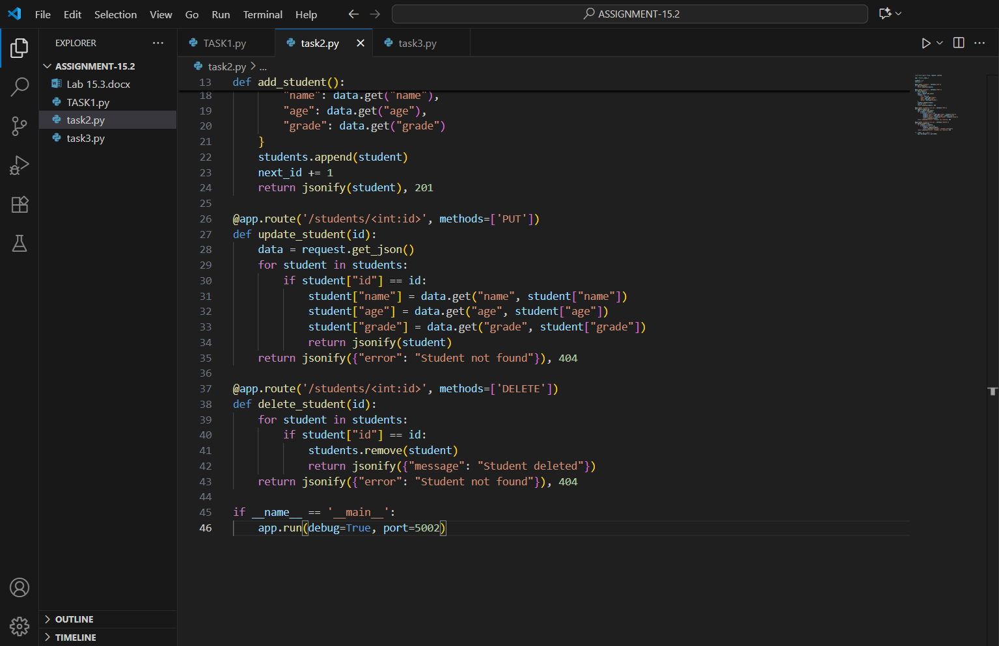 File Edit Selection View Go Run Terminal Help
ASSIGNMENT-15.2
EXPLORER
ASSIGNMENT-15.2
Lab 15.3.docx
TASK1.py
task2.py
task3.py
OUTLINE
TIMELINE
TASK1.py task2.py task3.py
task2.py > ...
13 def add_student():
18 "name": data.get("name"),
19 "age": data.get("age"),
20 "grade": data.get("grade")
21 }
22 students.append(student)
23 next_id += 1
24 return jsonify(student), 201
25
26 @app.route('/students/<int:id>', methods=['PUT'])
27 def update_student(id):
28 data = request.get_json()
29 for student in students:
30 if student["id"] == id:
31 student["name"] = data.get("name", student["name"])
32 student["age"] = data.get("age", student["age"])
33 student["grade"] = data.get("grade", student["grade"])
34 return jsonify(student)
35 return jsonify({"error": "Student not found"}), 404
36
37 @app.route('/students/<int:id>', methods=['DELETE'])
38 def delete_student(id):
39 for student in students:
40 if student["id"] == id:
41 students.remove(student)
42 return jsonify({"message": "Student deleted"})
43 return jsonify({"error": "Student not found"}), 404
44
45 if __name__ == '__main__':
46 app.run(debug=True, port=5002)